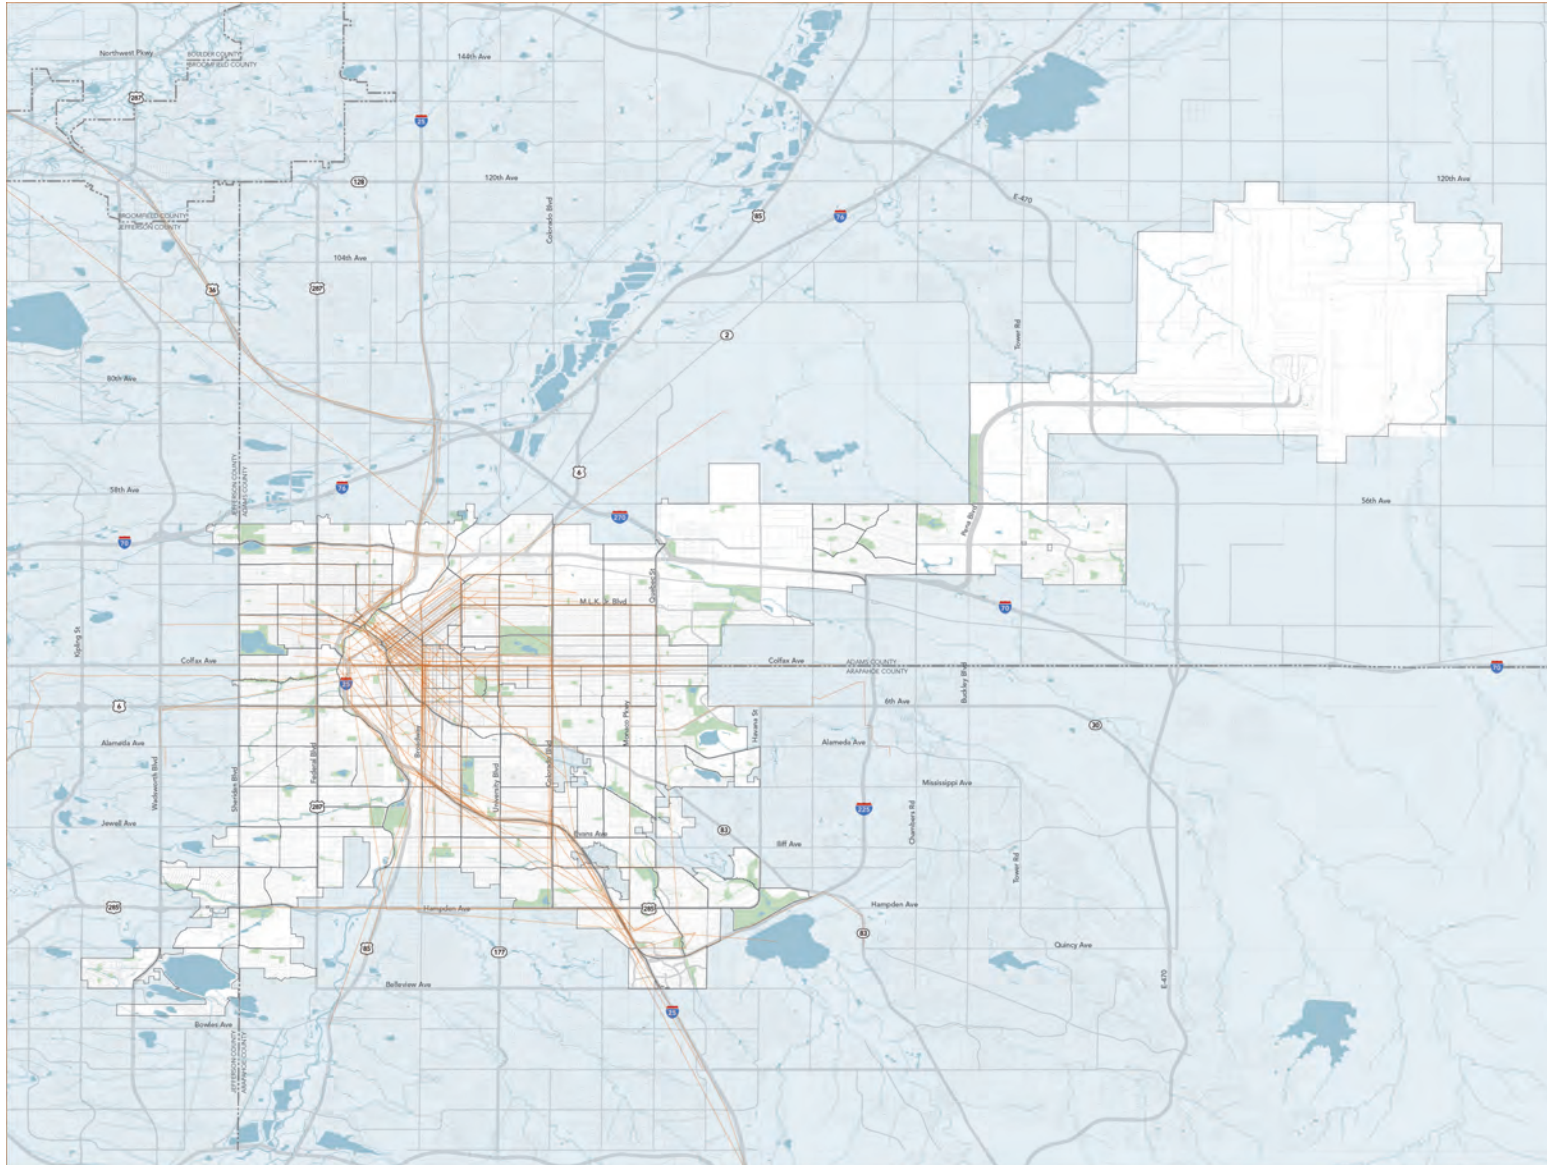 Northwest Pkwy
BOULDER COUNTY
BROOMFIELD COUNTY
144th Ave
287
25
120th Ave
128
120th Ave
E-470
85
76
BROOMFIELD COUNTY
JEFFERSON COUNTY
Colorado Blvd
104th Ave
36
287
2
Tower Rd
80th Ave
6
58th Ave
76
JEFFERSON COUNTY
ADAMS COUNTY
56th Ave
270
Pena Blvd
70
Quebec St
M.L.K. Jr Blvd
70
Kipling St
Colfax Ave
Colfax Ave
ADAMS COUNTY
ARAPAHOE COUNTY
25
Buckley Blvd
6
6th Ave
30
Monaco Pkwy
Havana St
Alameda Ave
Alameda Ave
Federal Blvd
Broadway
Colorado Blvd
Wadsworth Blvd
Sheridan Blvd
University Blvd
Mississippi Ave
287
225
Jewell Ave
Evans Ave
83
Chambers Rd
Iliff Ave
Tower Rd
285
Hampden Ave
285
Hampden Ave
83
85
177
Quincy Ave
Belleview Ave
E-470
25
Bowles Ave
JEFFERSON COUNTY
ARAPAHOE COUNTY